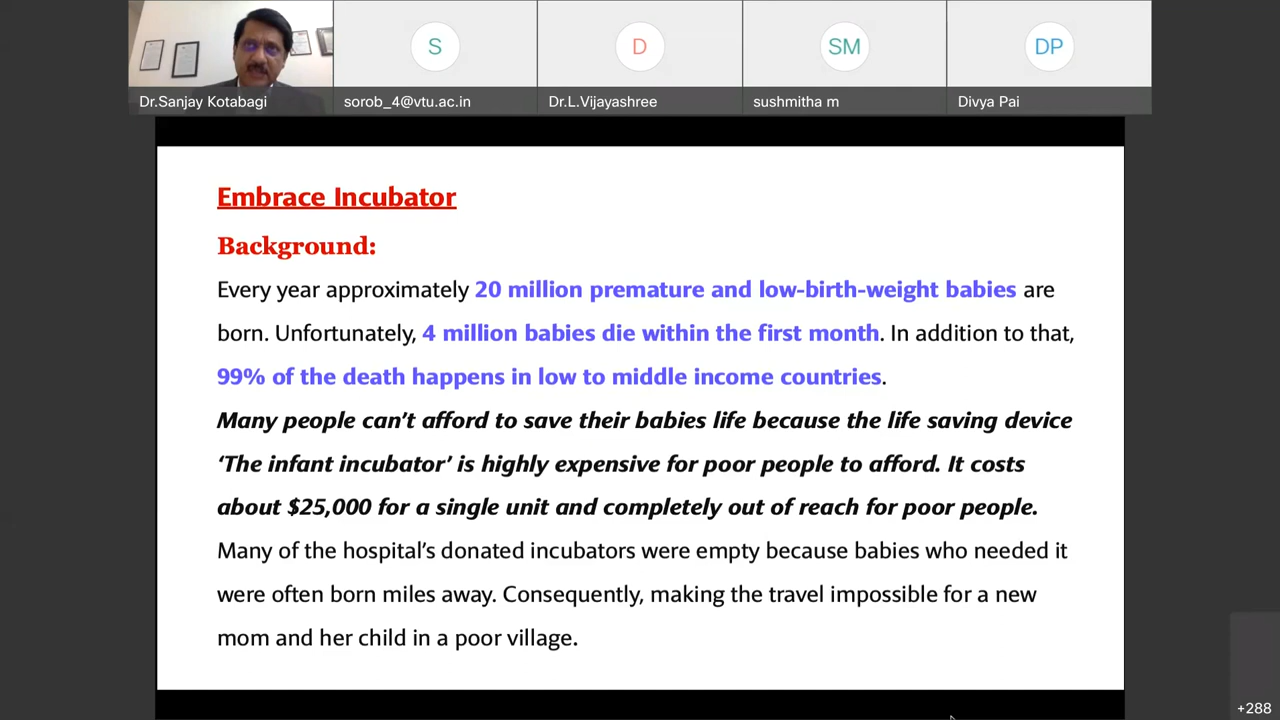 S
D
SM
DP
Dr.Sanjay Kotabagi
sorob_4@vtu.ac.in
Dr.L.Vijayashree
sushmitha m
Divya Pai
Embrace Incubator
Background:
Every year approximately 20 million premature and low-birth-weight babies are
born. Unfortunately, 4 million babies die within the first month. In addition to that,
99% of the death happens in low to middle income countries.
Many people can't afford to save their babies life because the life saving device
‘The infant incubator’ is highly expensive for poor people to afford. It costs
about $25,000 for a single unit and completely out of reach for poor people.
Many of the hospital's donated incubators were empty because babies who needed it
were often born miles away. Consequently, making the travel impossible for a new
mom and her child in a poor village.
+288